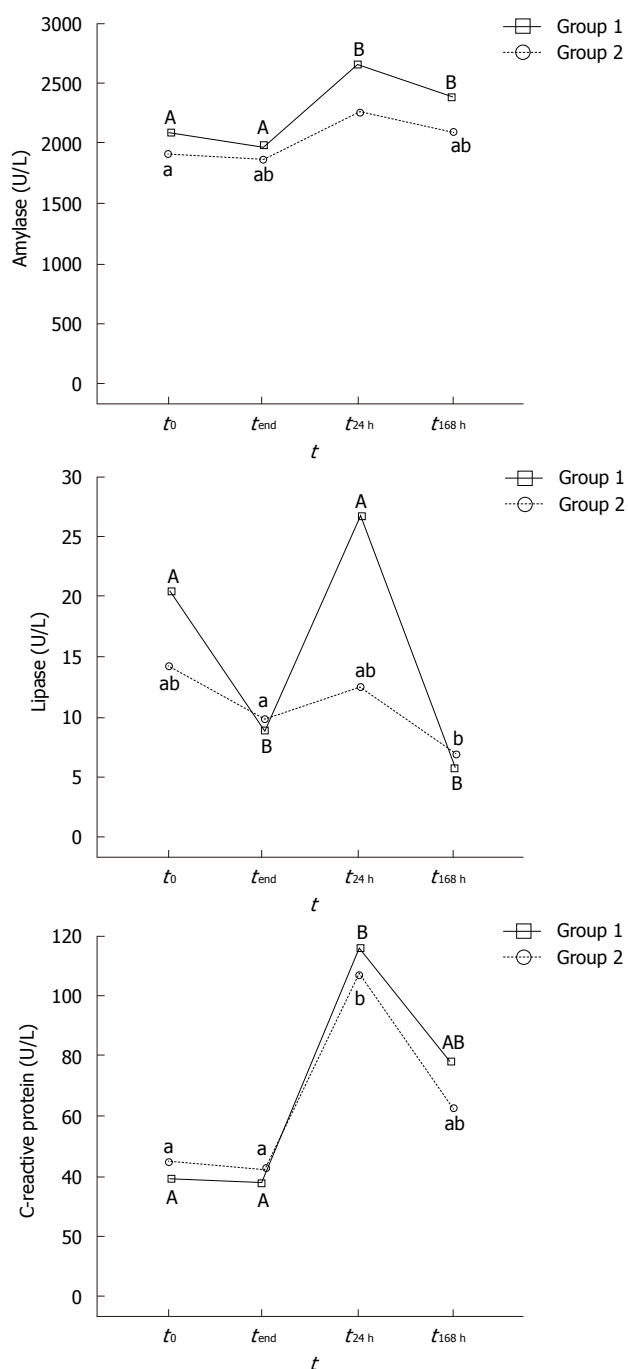 3000
2500
2000
1500
1000
500
0
Amylase (U/L)
Group 1
Group 2
A
A
B
B
a
ab
ab
t0
tend
t24 h
t168 h
t
30
25
20
15
10
5
0
Lipase (U/L)
Group 1
Group 2
A
A
ab
a
ab
b
B
B
t0
tend
t24 h
t168 h
t
120
100
80
60
40
50
0
C-reactive protein (U/L)
Group 1
Group 2
B
b
AB
ab
a
a
A
A
t0
tend
t24 h
t168 h
t